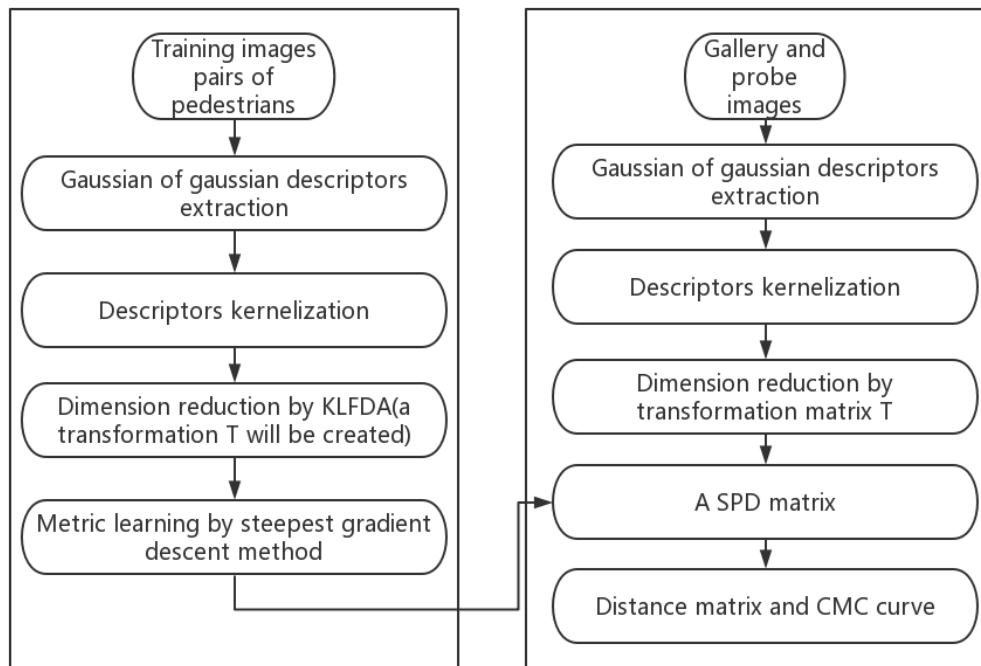 Training images
pairs of
pedestrians
Gaussian of gaussian descriptors
extraction
Descriptors kernelization
Dimension reduction by KLFDA(a
transformation T will be created)
Metric learning by steepest gradient
descent method
Gallery and
probe
images
Gaussian of gaussian descriptors
extraction
Descriptors kernelization
Dimension reduction by
transformation matrix T
A SPD matrix
Distance matrix and CMC curve